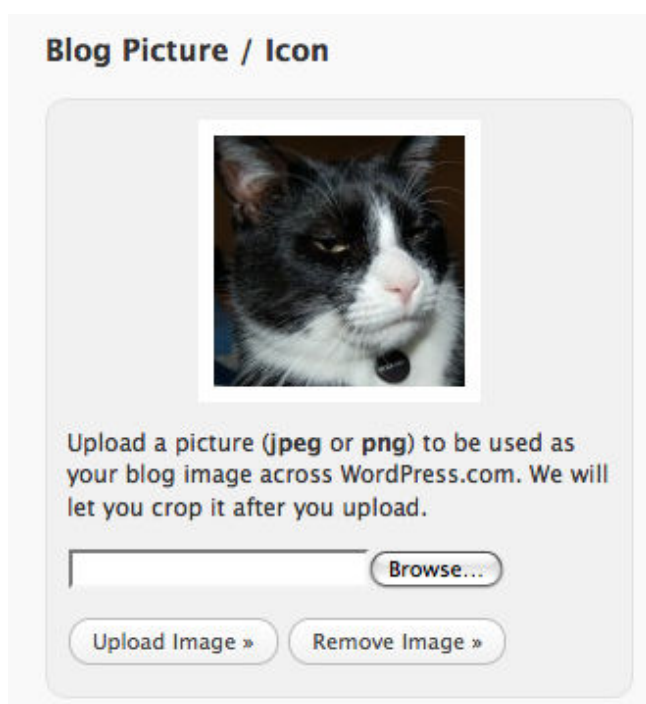 Blog Picture / Icon
Upload a picture (jpeg or png) to be used as
your blog image across WordPress.com. We will
let you crop it after you upload.
Browse...
Upload Image »
Remove Image »